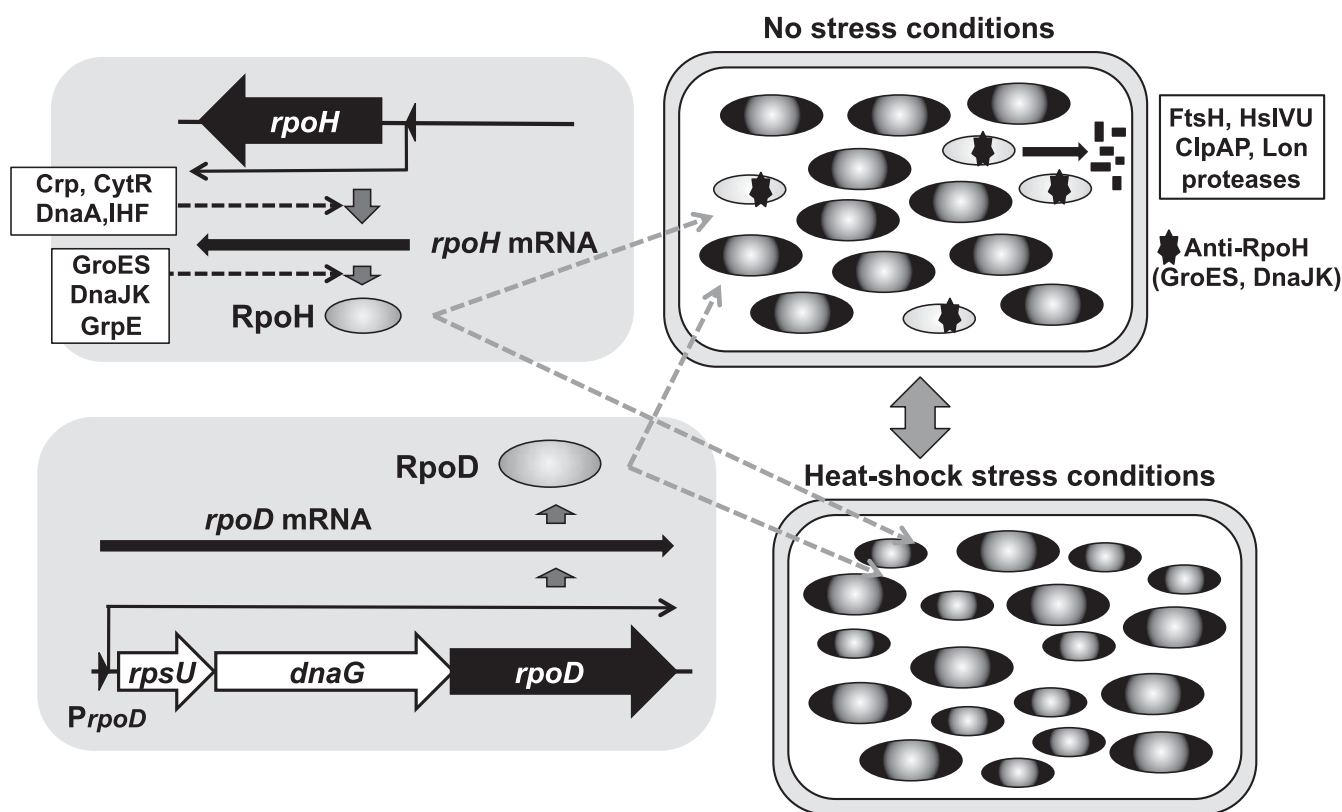 No stress conditions
rpoH
Crp, CytR
DnaA,IHF
rpoH mRNA
GroES
DnaJK
GrpE
RpoH
FtsH, HslVU
ClpAP, Lon
proteases
Anti-RpoH
(GroES, DnaJK)
RpoD
rpoD mRNA
rpsU
dnaG
rpoD
PrpoD
Heat-shock stress conditions